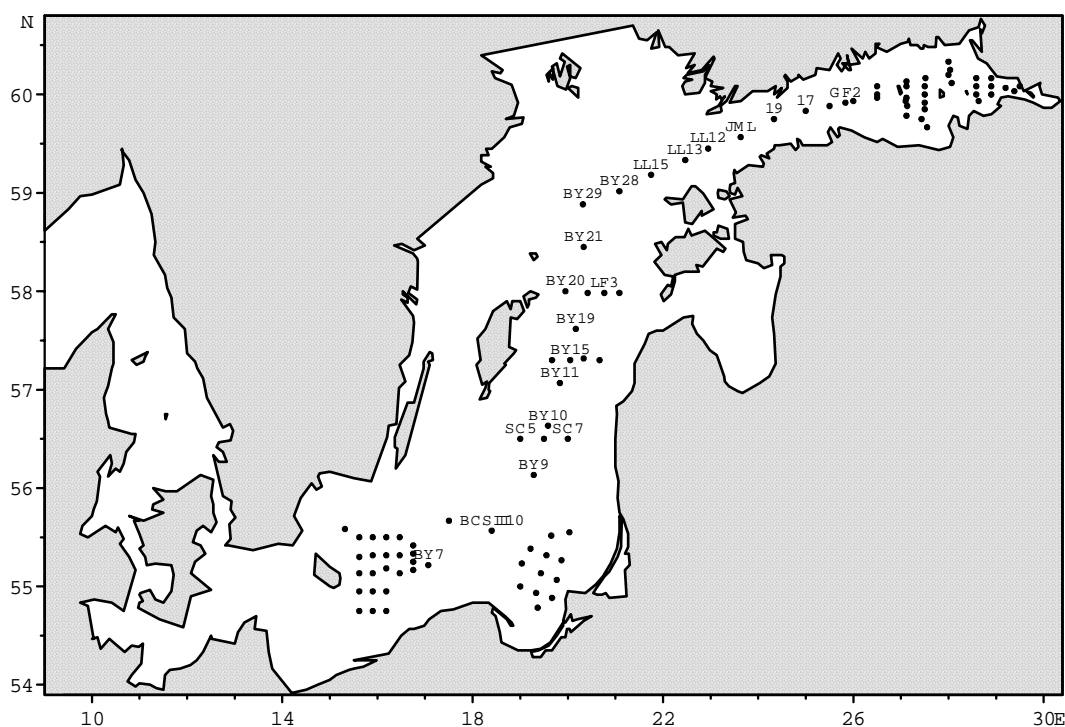 N
60
GF2
19
17
JML
LL12
LL13
LL15
BY28
59
BY29
BY21
58
BY20
LF3
BY19
BY15
57
BY11
BY10
SC5
SC7
BY9
56
BCSIII10
BY7
55
54
10
14
18
22
26
30E